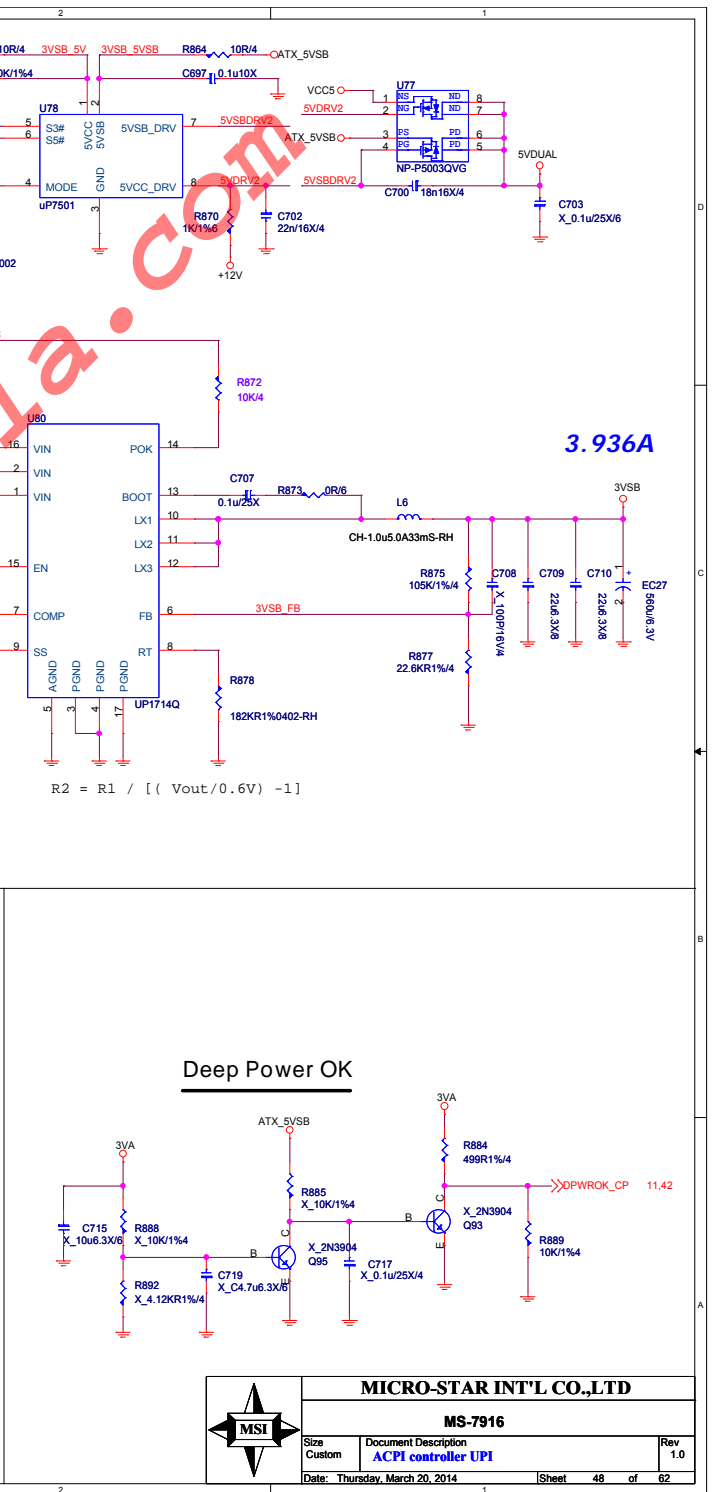 2
1
10R/4
3VSB_5V
3VSB_5VSB
R864
10R/4
ATX_5VSB
0K/1%4
C697
0.1u10X
U78
1
2
5
S3#
6
S5#
5VCC
5VSB
5VSB_DRV
7
5VSBDRV2
4
MODE
GND
5VCC_DRV
8
5VDRV2
5VSBDRV2
uP7501
3
R870
1K/1%6
C702
22n/16X/4
+12V
002
U77
VCC5
1
NS
ND
8
5VDRV2
2
NG
ND
7
ATX_5VSB
3
PS
PD
6
4
PG
PD
5
NP-P5003QVG
5VDUAL
C700
18n16X/4
C703
X_0.1u/25X/6
D
la.com
R872
10K/4
3.936A
U80
16
VIN
POK
14
2
VIN
1
VIN
BOOT
13
C707
0.1u/25X
R873
0R/6
LX1
10
LX2
11
LX3
12
L6
CH-1.0u5.0A33mS-RH
3VSB
15
EN
7
COMP
FB
6
3VSB_FB
9
SS
RT
8
AGND
PGND
PGND
PGND
5
3
4
17
UP1714Q
R875
105K/1%/4
C708
X_100P/16V/4
C709
22u6.3X/8
C710
22u6.3X/8
1
+
2
EC27
560u/6.3V
C
R877
22.6KR1%/4
R878
182KR1%0402-RH
R2 = R1 / [( Vout/0.6V) -1]
B
Deep Power OK
3VA
ATX_5VSB
3VA
R884
499R1%/4
DPWROK_CP
11,42
C715
X_10u6.3X/6
R888
X_10K/1%4
R885
X_10K/1%4
C
B
E
X_2N3904
Q95
C
B
E
X_2N3904
Q93
R889
10K/1%4
R892
X_4.12KR1%/4
C719
X_C4.7u6.3X/6
C717
X_0.1u/25X/4
A
MSI
MICRO-STAR INT'L CO.,LTD
MS-7916
Size
Custom
Document Description
ACPI controller UPI
Rev
1.0
Date: Thursday, March 20, 2014
Sheet 48 of 62
2
1